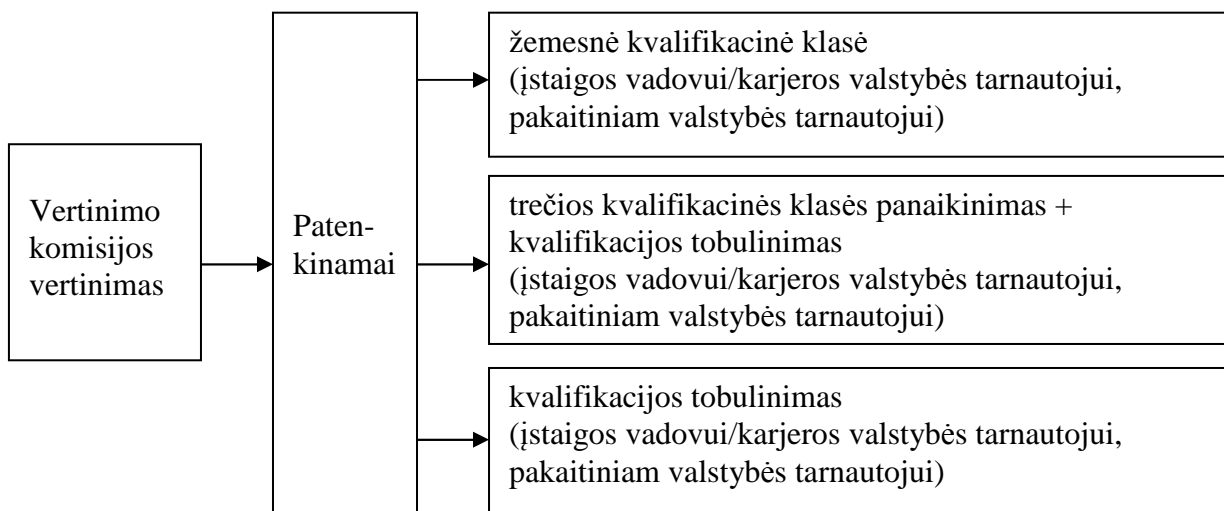 Vertinimo
komisijos
vertinimas
Paten-
kinamai
žemesnė kvalifikacinė klasė
(įstaigos vadovui/karjeros valstybės tarnautojui,
pakaitiniam valstybės tarnautojui)
trečios kvalifikacinės klasės panaikinimas +
kvalifikacijos tobulinimas
(įstaigos vadovui/karjeros valstybės tarnautojui,
pakaitiniam valstybės tarnautojui)
kvalifikacijos tobulinimas
(įstaigos vadovui/karjeros valstybės tarnautojui,
pakaitiniam valstybės tarnautojui)